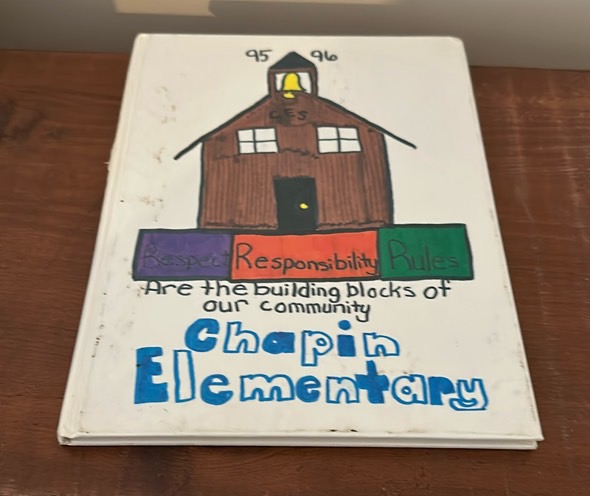 95 96
CES
Respect Responsibility Rules
Are the building blocks of
our community
Chapin
Elementary